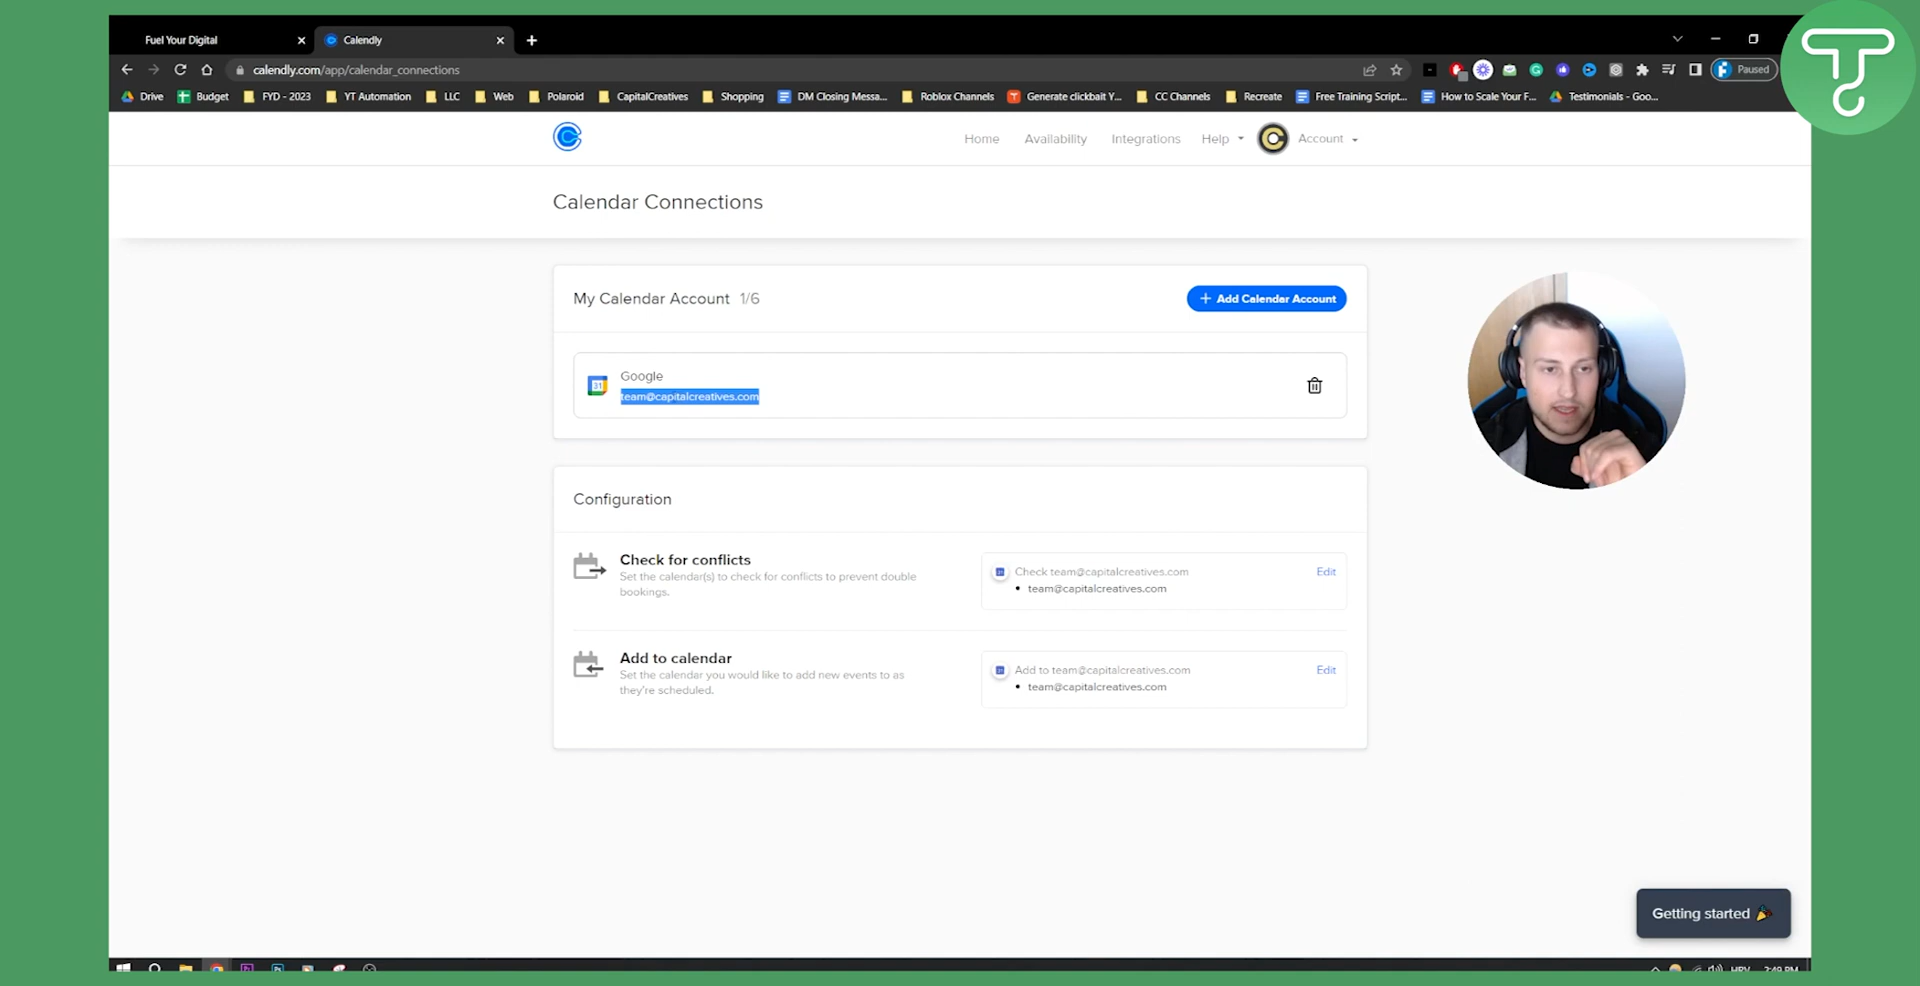 Fuel Your Digital
Calendly
calendly.com/app/calendar_connections
Paused
Drive Budget FYD - 2023 YT Automation LLC Web Polaroid CapitalCreatives Shopping DM Closing Messa... Roblox Channels Generate clickbait Y... CC Channels Recreate Free Training Script... How to Scale Your F... Testimonials - Goo...
Home Availability Integrations Help Account
Calendar Connections
My Calendar Account 1/6
+ Add Calendar Account
Google
team@capitalcreatives.com
Configuration
Check for conflicts
Set the calendar(s) to check for conflicts to prevent double
bookings.
Check team@capitalcreatives.com
Edit
• team@capitalcreatives.com
Add to calendar
Set the calendar you would like to add new events to as
they're scheduled.
Add to team@capitalcreatives.com
Edit
• team@capitalcreatives.com
Getting started
HRV 2:49 PM